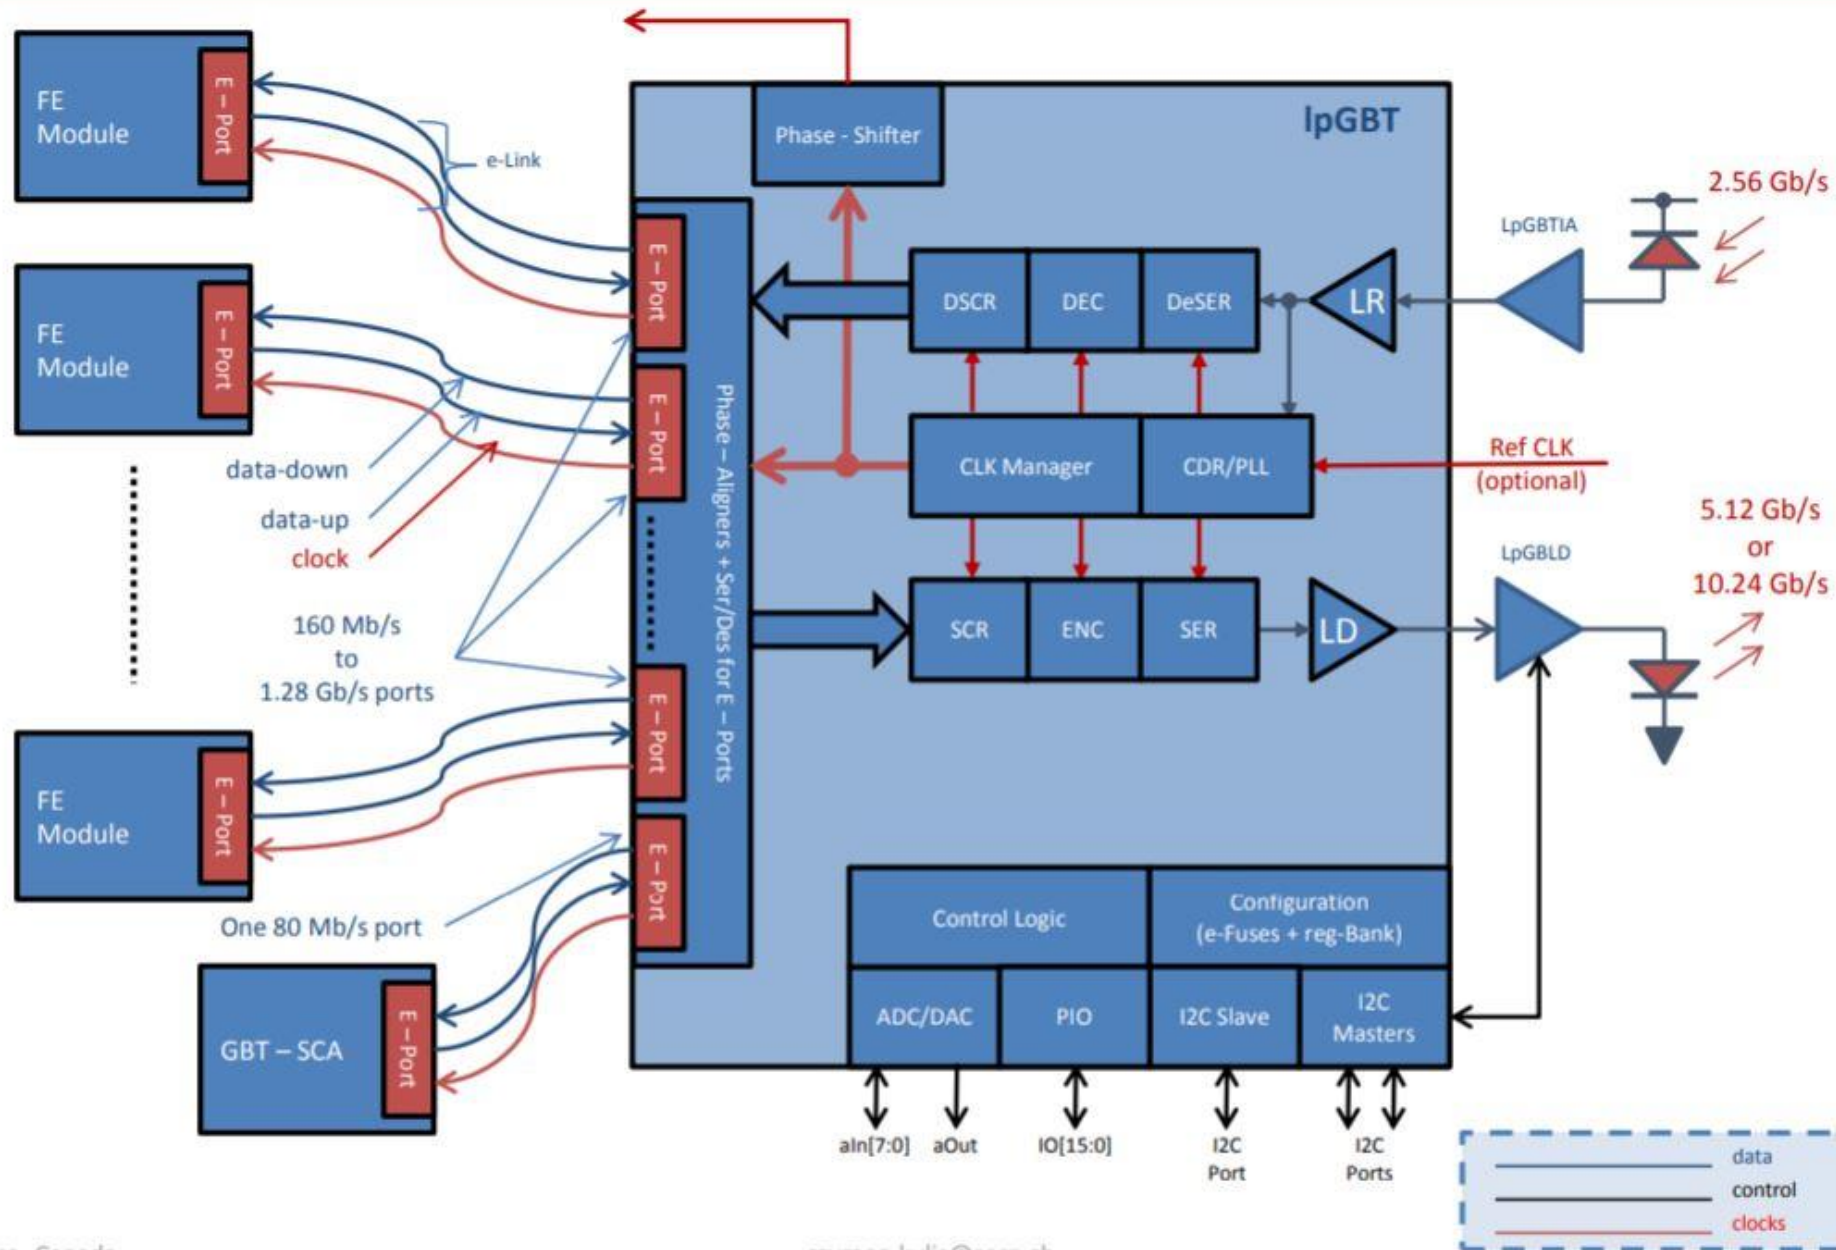 FE
Module
E – Port
e-Link
Phase - Shifter
lpGBT
2.56 Gb/s
LpGBTIA
E – Port
DSCR
DEC
DeSER
LR
FE
Module
E – Port
E – Port
Phase – Aligners + Ser/Des for E – Ports
data-down
data-up
clock
CLK Manager
CDR/PLL
Ref CLK
(optional)
5.12 Gb/s
or
10.24 Gb/s
LpGBLD
160 Mb/s
to
1.28 Gb/s ports
SCR
ENC
SER
LD
FE
Module
E – Port
E – Port
E – Port
One 80 Mb/s port
Control Logic
Configuration
(e-Fuses + reg-Bank)
GBT – SCA
E – Port
ADC/DAC
PIO
I2C Slave
I2C
Masters
aIn[7:0]
aOut
IO[15:0]
I2C
Port
I2C
Ports
data
control
clocks